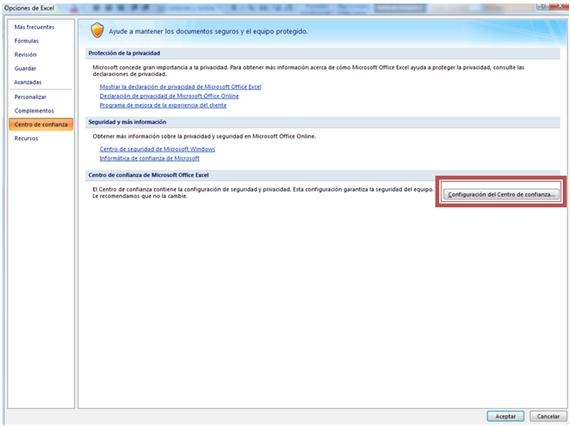 Opciones de Excel
Más frecuentes
Fórmulas
Revisión
Guardar
Avanzadas
Personalizar
Complementos
Centro de confianza
Recursos
Ayude a mantener los documentos seguros y el equipo protegido.
Protección de la privacidad
Microsoft concede gran importancia a la privacidad. Para obtener más información acerca de cómo Microsoft Office Excel ayuda a proteger la privacidad, consulte las
declaraciones de privacidad.
Mostrar la declaración de privacidad de Microsoft Office Excel
Declaración de privacidad de Microsoft Office Online
Programa de mejora de la experiencia del cliente
Seguridad y más información
Obtener más información sobre la privacidad y seguridad en Microsoft Office Online.
Centro de seguridad de Microsoft Windows
Informática de confianza de Microsoft
Centro de confianza de Microsoft Office Excel
El Centro de confianza contiene la configuración de seguridad y privacidad. Esta configuración garantiza la seguridad del equipo.
Le recomendamos que no la cambie.
Configuración del Centro de confianza...
Aceptar
Cancelar